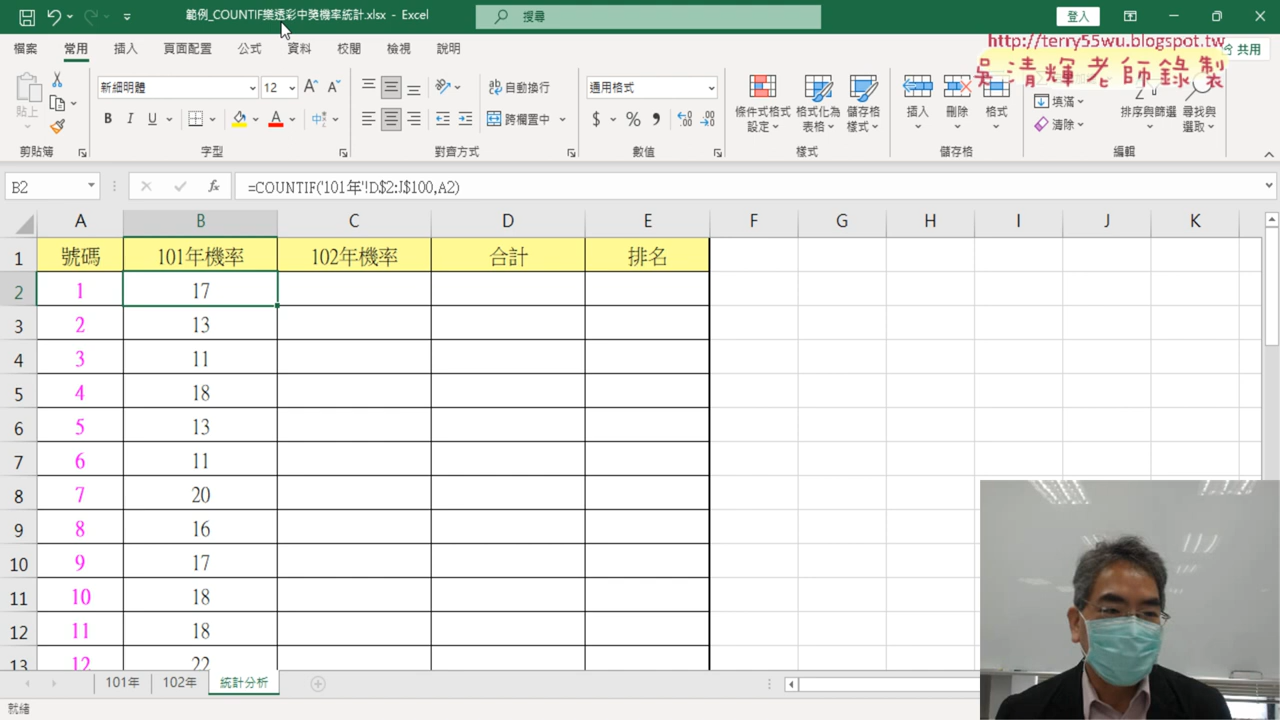 範例_COUNTIF樂透彩中獎機率統計.xlsx - Excel
搜尋
登入
檔案 常用 插入 頁面配置 公式 資料 校閱 檢視 說明
共用
http://terry55wu.blogspot.tw
吳清輝老師錄製
貼上
新細明體 12
自動換行
跨欄置中
通用格式
條件式格式設定
格式化為表格
儲存格樣式
插入
刪除
格式
填滿
清除
排序與篩選
尋找與選取
剪貼簿 字型 對齊方式 數值 樣式 儲存格 編輯
B2 fx =COUNTIF('101年'!D$2:J$100,A2)
A B C D E F G H I J K
1 號碼 101年機率 102年機率 合計 排名
2 1 17
3 2 13
4 3 11
5 4 18
6 5 13
7 6 11
8 7 20
9 8 16
10 9 17
11 10 18
12 11 18
13 12 22
101年 102年 統計分析
就緒